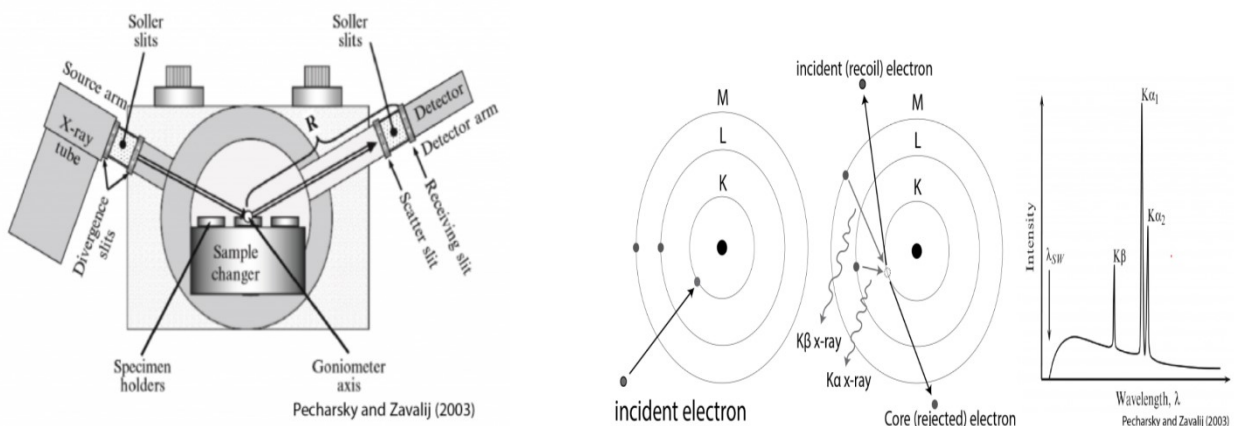 Soller
slits
Soller
slits
Source arm
X-ray
tube
R
Detector
Detector arm
Divergence
slits
Scatter slit
Receiving slit
Sample
changer
Specimen
holders
Goniometer
axis
Pecharsky and Zavalij (2003)
M
L
K
incident electron
incident (recoil) electron
M
L
K
Kβ x-ray
Kα x-ray
Core (rejected) electron
Intensity
λSW
Kβ
Kα1
Kα2
Wavelength, λ
Pecharsky and Zavalij (2003)